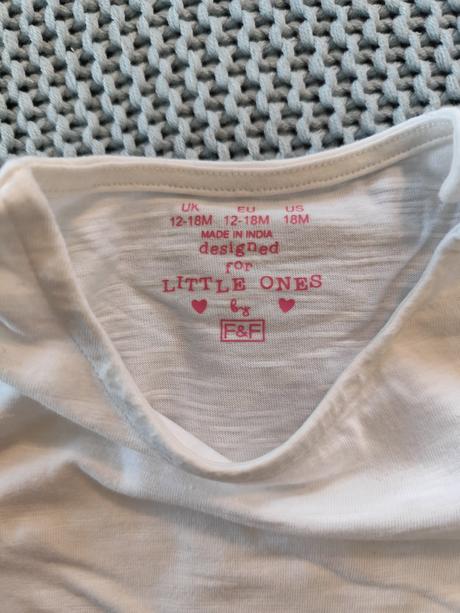 UK EU US
12-18M 12-18M 18M
MADE IN INDIA
designed
for
LITTLE ONES
by
F&F